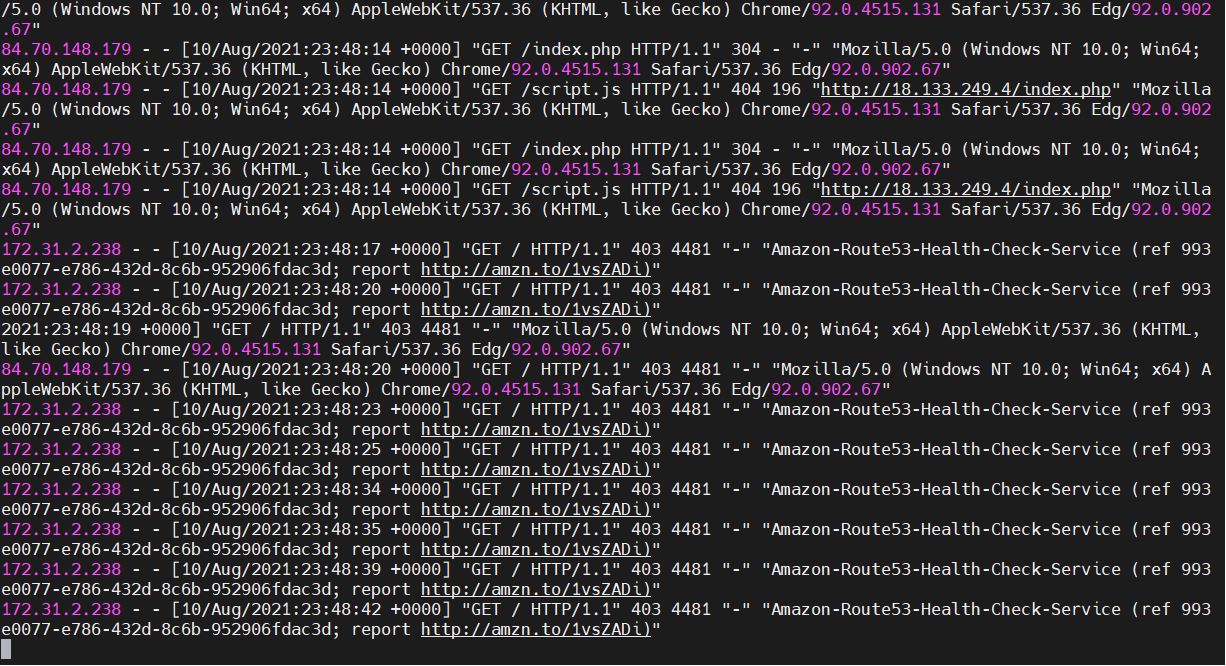 /5.0 (Windows NT 10.0; Win64; x64) AppleWebKit/537.36 (KHTML, like Gecko) Chrome/92.0.4515.131 Safari/537.36 Edg/92.0.902
.67"
84.70.148.179 - - [10/Aug/2021:23:48:14 +0000] "GET /index.php HTTP/1.1" 304 - "-" "Mozilla/5.0 (Windows NT 10.0; Win64;
x64) AppleWebKit/537.36 (KHTML, like Gecko) Chrome/92.0.4515.131 Safari/537.36 Edg/92.0.902.67"
84.70.148.179 - - [10/Aug/2021:23:48:14 +0000] "GET /script.js HTTP/1.1" 404 196 "http://18.133.249.4/index.php" "Mozilla
/5.0 (Windows NT 10.0; Win64; x64) AppleWebKit/537.36 (KHTML, like Gecko) Chrome/92.0.4515.131 Safari/537.36 Edg/92.0.902
.67"
84.70.148.179 - - [10/Aug/2021:23:48:14 +0000] "GET /index.php HTTP/1.1" 304 - "-" "Mozilla/5.0 (Windows NT 10.0; Win64;
x64) AppleWebKit/537.36 (KHTML, like Gecko) Chrome/92.0.4515.131 Safari/537.36 Edg/92.0.902.67"
84.70.148.179 - - [10/Aug/2021:23:48:14 +0000] "GET /script.js HTTP/1.1" 404 196 "http://18.133.249.4/index.php" "Mozilla
/5.0 (Windows NT 10.0; Win64; x64) AppleWebKit/537.36 (KHTML, like Gecko) Chrome/92.0.4515.131 Safari/537.36 Edg/92.0.902
.67"
172.31.2.238 - - [10/Aug/2021:23:48:17 +0000] "GET / HTTP/1.1" 403 4481 "-" "Amazon-Route53-Health-Check-Service (ref 993
e0077-e786-432d-8c6b-952906fdac3d; report http://amzn.to/1vsZADi)"
172.31.2.238 - - [10/Aug/2021:23:48:20 +0000] "GET / HTTP/1.1" 403 4481 "-" "Amazon-Route53-Health-Check-Service (ref 993
e0077-e786-432d-8c6b-952906fdac3d; report http://amzn.to/1vsZADi)"
2021:23:48:19 +0000] "GET / HTTP/1.1" 403 4481 "-" "Mozilla/5.0 (Windows NT 10.0; Win64; x64) AppleWebKit/537.36 (KHTML,
like Gecko) Chrome/92.0.4515.131 Safari/537.36 Edg/92.0.902.67"
84.70.148.179 - - [10/Aug/2021:23:48:20 +0000] "GET / HTTP/1.1" 403 4481 "-" "Mozilla/5.0 (Windows NT 10.0; Win64; x64) A
ppleWebKit/537.36 (KHTML, like Gecko) Chrome/92.0.4515.131 Safari/537.36 Edg/92.0.902.67"
172.31.2.238 - - [10/Aug/2021:23:48:23 +0000] "GET / HTTP/1.1" 403 4481 "-" "Amazon-Route53-Health-Check-Service (ref 993
e0077-e786-432d-8c6b-952906fdac3d; report http://amzn.to/1vsZADi)"
172.31.2.238 - - [10/Aug/2021:23:48:25 +0000] "GET / HTTP/1.1" 403 4481 "-" "Amazon-Route53-Health-Check-Service (ref 993
e0077-e786-432d-8c6b-952906fdac3d; report http://amzn.to/1vsZADi)"
172.31.2.238 - - [10/Aug/2021:23:48:34 +0000] "GET / HTTP/1.1" 403 4481 "-" "Amazon-Route53-Health-Check-Service (ref 993
e0077-e786-432d-8c6b-952906fdac3d; report http://amzn.to/1vsZADi)"
172.31.2.238 - - [10/Aug/2021:23:48:35 +0000] "GET / HTTP/1.1" 403 4481 "-" "Amazon-Route53-Health-Check-Service (ref 993
e0077-e786-432d-8c6b-952906fdac3d; report http://amzn.to/1vsZADi)"
172.31.2.238 - - [10/Aug/2021:23:48:39 +0000] "GET / HTTP/1.1" 403 4481 "-" "Amazon-Route53-Health-Check-Service (ref 993
e0077-e786-432d-8c6b-952906fdac3d; report http://amzn.to/1vsZADi)"
172.31.2.238 - - [10/Aug/2021:23:48:42 +0000] "GET / HTTP/1.1" 403 4481 "-" "Amazon-Route53-Health-Check-Service (ref 993
e0077-e786-432d-8c6b-952906fdac3d; report http://amzn.to/1vsZADi)"